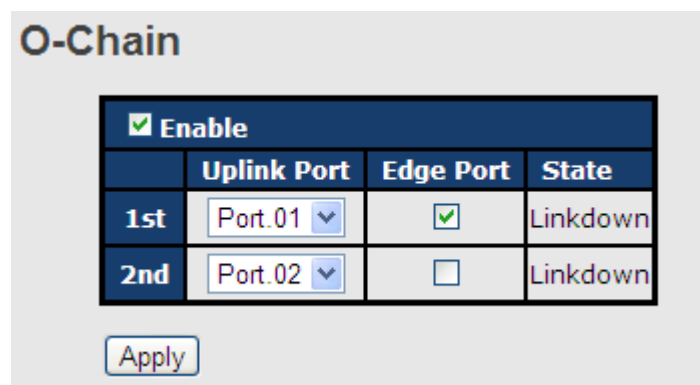 O-Chain
Enable
Uplink Port Edge Port State
1st Port.01 Linkdown
2nd Port.02 Linkdown
Apply